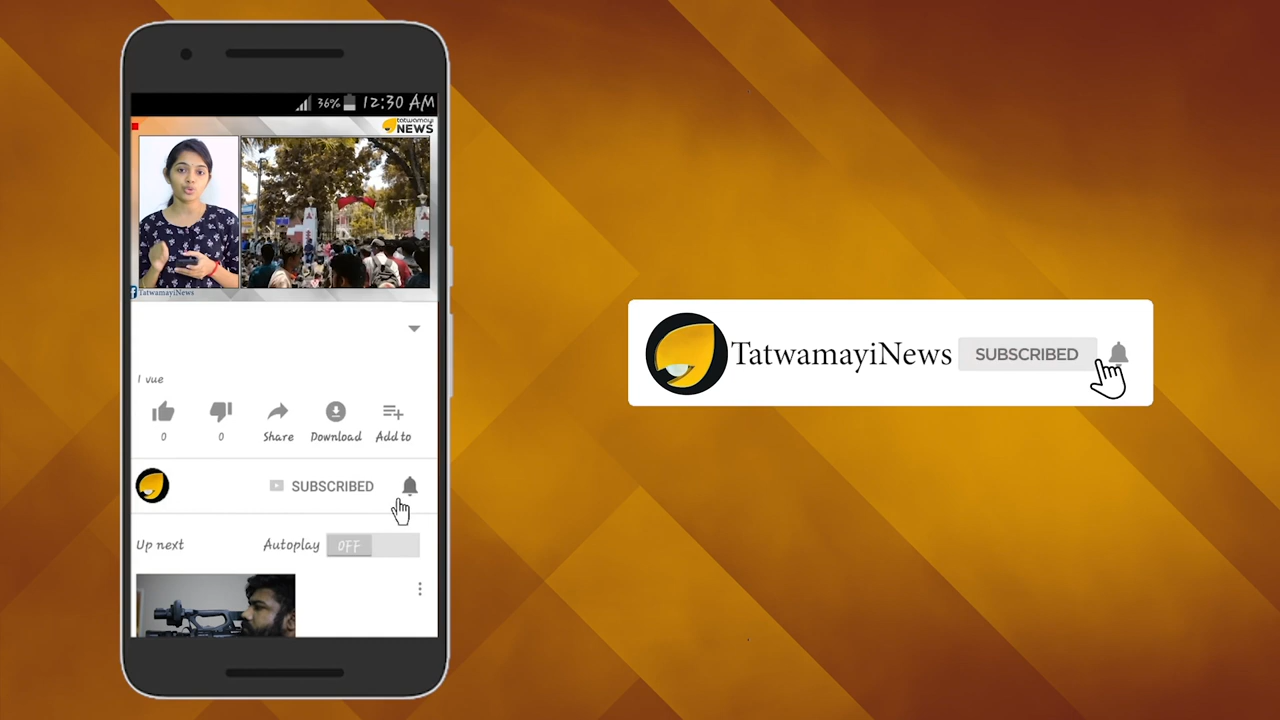 36% 12:30 AM
tatwamayi
NEWS
TatwamayiNews
1 vue
0 0 Share Download Add to
SUBSCRIBED
Up next Autoplay OFF
TatwamayiNews SUBSCRIBED